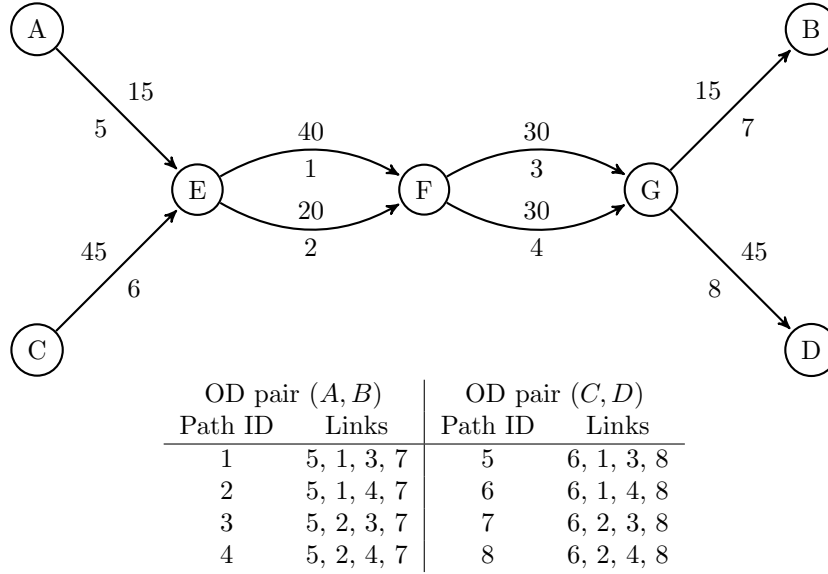 A
B
15
15
5
7
40
30
1
3
E
F
G
20
30
2
4
45
45
6
8
C
D
OD pair (A, B) OD pair (C, D)
Path ID Links Path ID Links
1 5, 1, 3, 7 5 6, 1, 3, 8
2 5, 1, 4, 7 6 6, 1, 4, 8
3 5, 2, 3, 7 7 6, 2, 3, 8
4 5, 2, 4, 7 8 6, 2, 4, 8